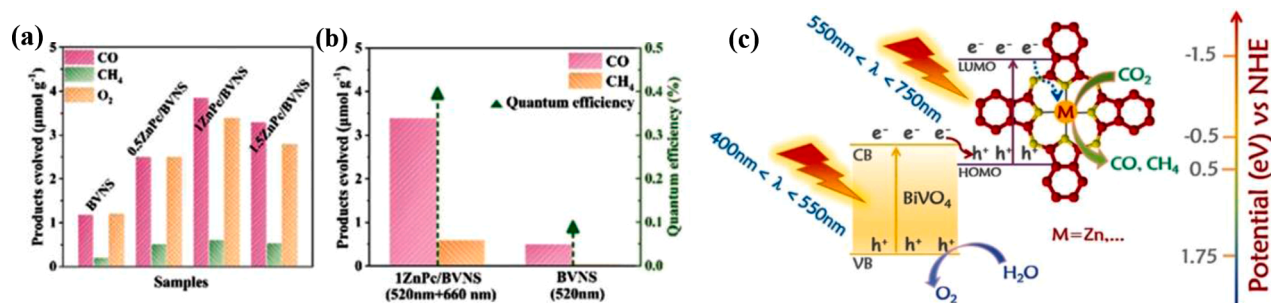 (a)
Products cvolved (μmol g⁻¹)
5
4
3
2
1
0
CO
CH₄
O₂
BVNS
0.5ZnPc/BVNS
1ZnPc/BVNS
1.5ZnPc/BVNS
Samples
(b)
Products cvolved (μmol g⁻¹)
5
4
3
2
1
0
CO
CH₄
Quantum efficiency
0.5
0.4
0.3
0.2
0.1
0.0
Quantum efficiency (%)
1ZnPc/BVNS
(520nm+660 nm)
BVNS
(520nm)
(c)
550nm < λ < 750nm
400nm < λ < 550nm
e⁻ e⁻ e⁻
LUMO
h⁺ h⁺ h⁺
HOMO
M
CO₂
CO, CH₄
M=Zn,...
e⁻ e⁻ e⁻
CB
BiVO₄
h⁺ h⁺ h⁺
VB
H₂O
O₂
-1.5
-0.5
0.5
1.75
Potential (eV) vs NHE